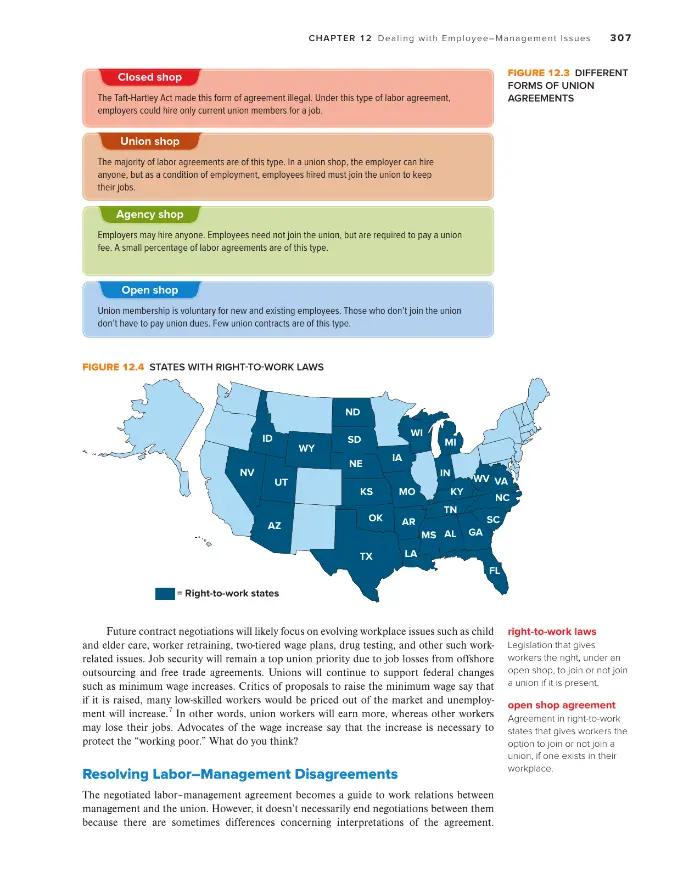 CHAPTER 12 Dealing with Employee–Management Issues 307
Closed shop
The Taft-Hartley Act made this form of agreement illegal. Under this type of labor agreement,
employers could hire only current union members for a job.
Union shop
The majority of labor agreements are of this type. In a union shop, the employer can hire
anyone, but as a condition of employment, employees hired must join the union to keep
their jobs.
Agency shop
Employers may hire anyone. Employees need not join the union, but are required to pay a union
fee. A small percentage of labor agreements are of this type.
Open shop
Union membership is voluntary for new and existing employees. Those who don't join the union
don't have to pay union dues. Few union contracts are of this type.
FIGURE 12.3 DIFFERENT
FORMS OF UNION
AGREEMENTS
FIGURE 12.4 STATES WITH RIGHT-TO-WORK LAWS
ND
ID
WY
SD
WI
MI
NE
IA
NV
UT
IN
WV
VA
KS
MO
KY
NC
TN
AZ
OK
AR
SC
MS
AL
GA
TX
LA
FL
= Right-to-work states
Future contract negotiations will likely focus on evolving workplace issues such as child
and elder care, worker retraining, two-tiered wage plans, drug testing, and other such work-
related issues. Job security will remain a top union priority due to job losses from offshore
outsourcing and free trade agreements. Unions will continue to support federal changes
such as minimum wage increases. Critics of proposals to raise the minimum wage say that
if it is raised, many low-skilled workers would be priced out of the market and unemploy-
ment will increase.7 In other words, union workers will earn more, whereas other workers
may lose their jobs. Advocates of the wage increase say that the increase is necessary to
protect the “working poor.” What do you think?
right-to-work laws
Legislation that gives
workers the right, under an
open shop, to join or not join
a union if it is present.
open shop agreement
Agreement in right-to-work
states that gives workers the
option to join or not join a
union, if one exists in their
workplace.
Resolving Labor–Management Disagreements
The negotiated labor–management agreement becomes a guide to work relations between
management and the union. However, it doesn't necessarily end negotiations between them
because there are sometimes differences concerning interpretations of the agreement.